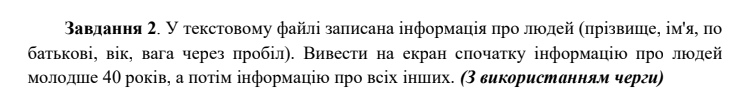 Завдання 2. У текстовому файлі записана інформація про людей (прізвище, ім'я, по
батькові, вік, вага через пробіл). Вивести на екран спочатку інформацію про людей
молодше 40 років, а потім інформацію про всіх інших. (З використанням черги)